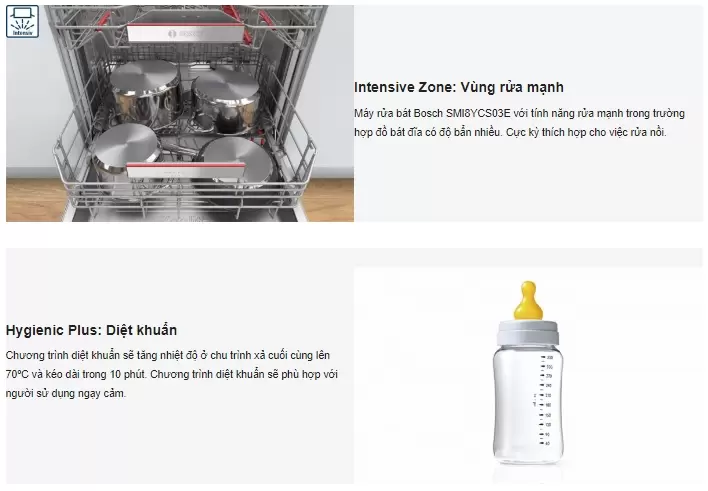 Intensiv
BOSCH
Intensive Zone: Vùng rửa mạnh
Máy rửa bát Bosch SMI8YCS03E với tính năng rửa mạnh trong trường
hợp đồ bát đĩa có độ bẩn nhiều. Cực kỳ thích hợp cho việc rửa nồi.
Hygienic Plus: Diệt khuẩn
Chương trình diệt khuẩn sẽ tăng nhiệt độ ở chu trình xả cuối cùng lên
70ºC và kéo dài trong 10 phút. Chương trình diệt khuẩn sẽ phù hợp với
người sử dụng nhạy cảm.